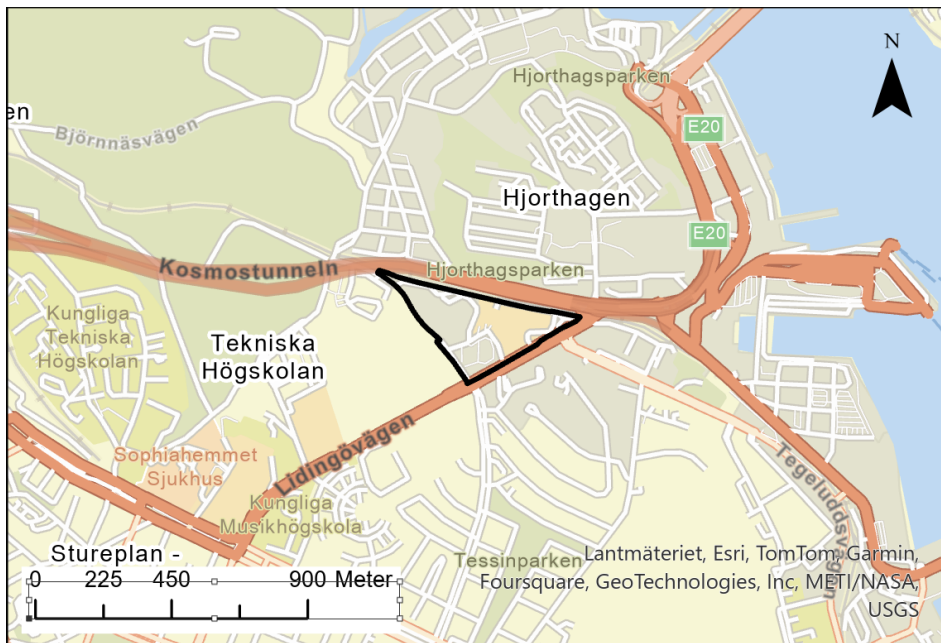 Hjorthagsparken
N
en
Björnnäsvägen
E20
Hjorthagen
E20
Kosmostunneln
Hjorthagsparken
Kungliga
Tekniska
Högskolan
Tekniska
Högskolan
Sophiahemmet
Sjukhus
Lidingövägen
Kungliga
Musikhögskola
Tegeluddsvägen
Stureplan -
Tessinparken
0 225 450 900 Meter
Lantmäteriet, Esri, TomTom, Garmin,
Foursquare, GeoTechnologies, Inc, METI/NASA,
USGS